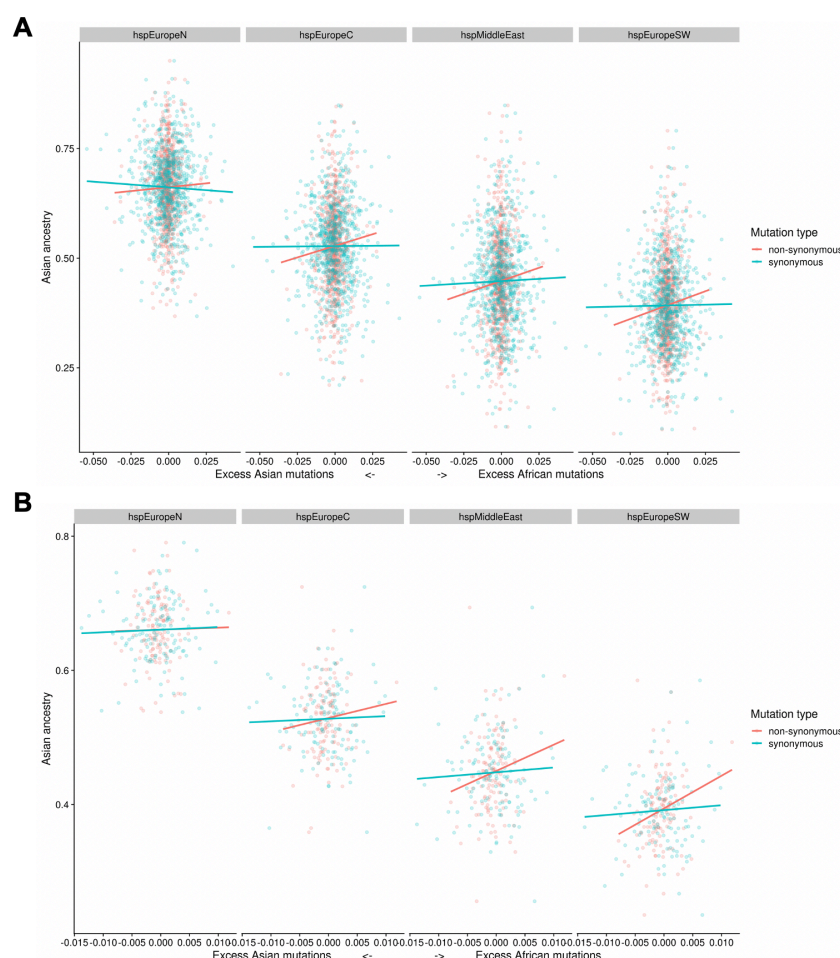 A
hspEuropeN hspEuropeC hspMiddleEast hspEuropeSW
0.75
0.50
0.25
Asian ancestry
-0.050 -0.025 0.000 0.025 -0.050 -0.025 0.000 0.025 -0.050 -0.025 0.000 0.025 -0.050 -0.025 0.000 0.025
Excess Asian mutations <- -> Excess African mutations
Mutation type
non-synonymous
synonymous
B
hspEuropeN hspEuropeC hspMiddleEast hspEuropeSW
0.8
0.6
0.4
Asian ancestry
-0.015 -0.010 -0.005 0.000 0.005 0.010 -0.015 -0.010 -0.005 0.000 0.005 0.010 -0.015 -0.010 -0.005 0.000 0.005 0.010 -0.015 -0.010 -0.005 0.000 0.005 0.010
Excess Asian mutations <- -> Excess African mutations
Mutation type
non-synonymous
synonymous